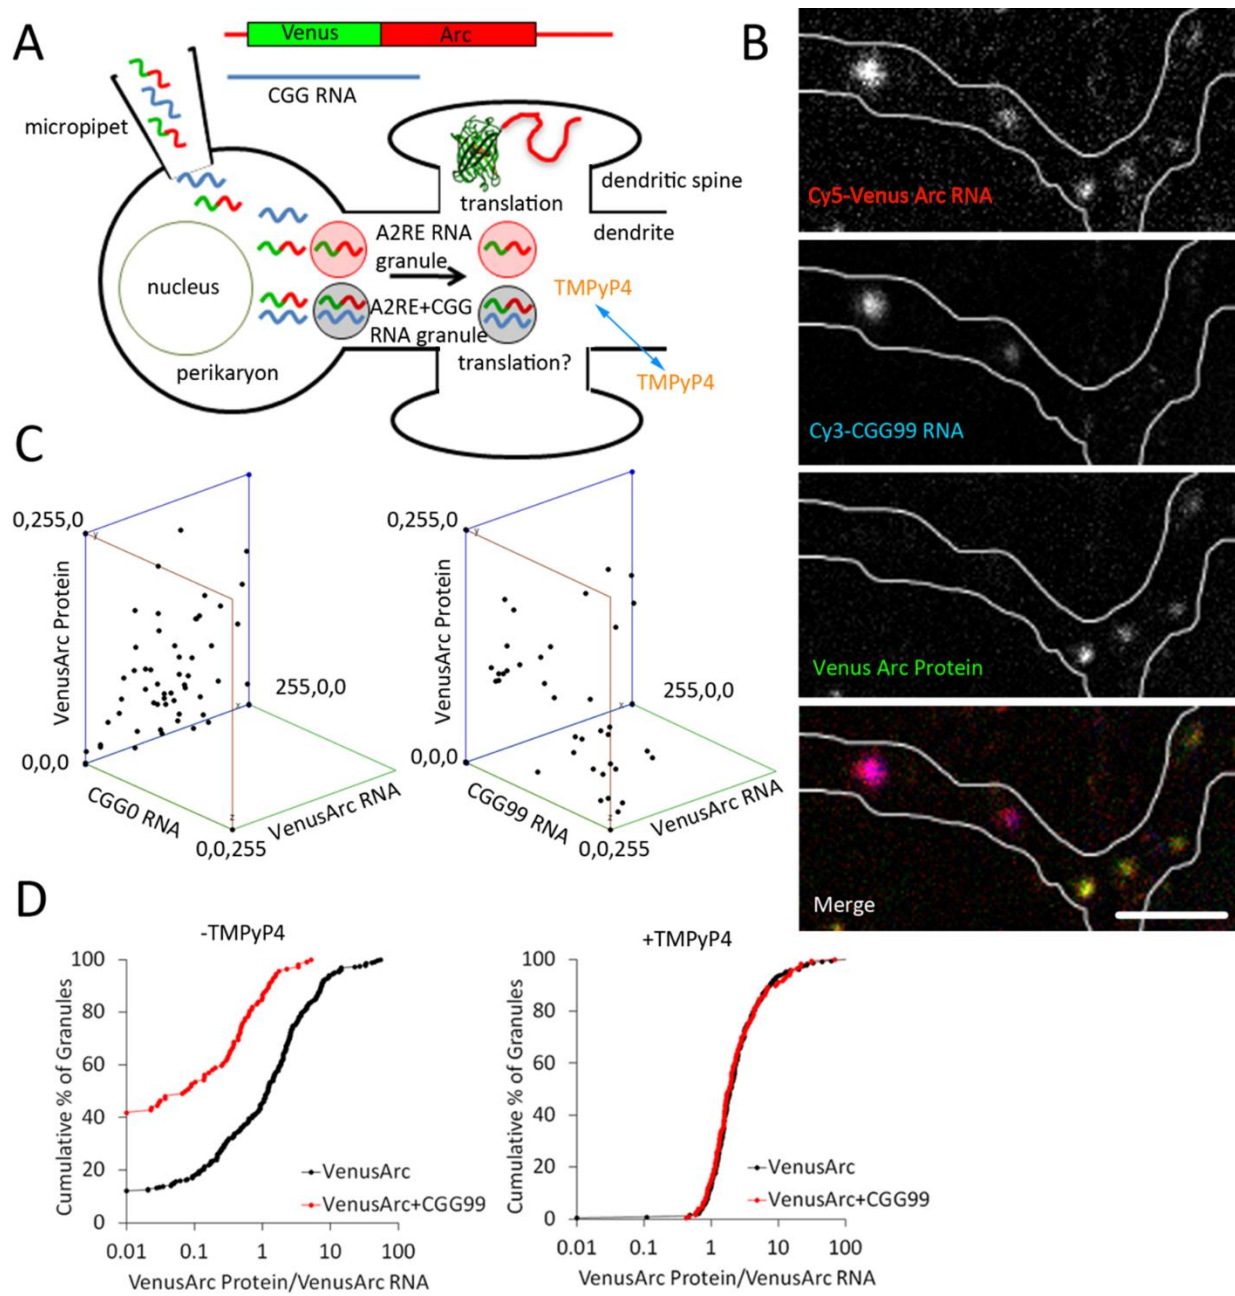 A
Venus
Arc
CGG RNA
micropipet
dendritic spine
translation
dendrite
A2RE RNA
granule
nucleus
TMPyP4
A2RE+CGG
RNA granule
translation?
perikaryon
TMPyP4
B
Cy5-Venus Arc RNA
Cy3-CGG99 RNA
Venus Arc Protein
Merge
C
0,255,0
y
VenusArc Protein
255,0,0
x
0,0,0
CGG0 RNA
VenusArc RNA
z
0,0,255
0,255,0
y
VenusArc Protein
255,0,0
x
0,0,0
CGG99 RNA
VenusArc RNA
z
0,0,255
D
-TMPyP4
100
80
60
40
20
0
Cumulative % of Granules
VenusArc
VenusArc+CGG99
0.01 0.1 1 10 100
VenusArc Protein/VenusArc RNA
+TMPyP4
100
80
60
40
20
0
Cumulative % of Granules
VenusArc
VenusArc+CGG99
0.01 0.1 1 10 100
VenusArc Protein/VenusArc RNA